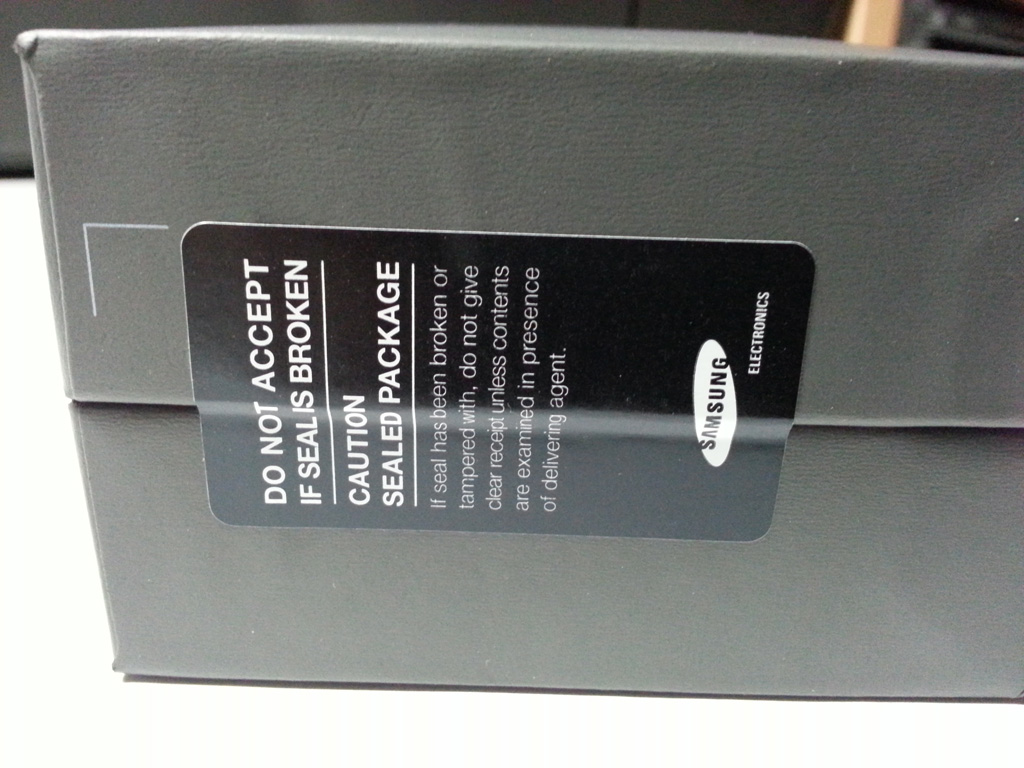 DO NOT ACCEPT
IF SEAL IS BROKEN
CAUTION
SEALED PACKAGE
If seal has been broken or
tampered with, do not give
clear receipt unless contents
are examined in presence
of delivering agent.
SAMSUNG
ELECTRONICS